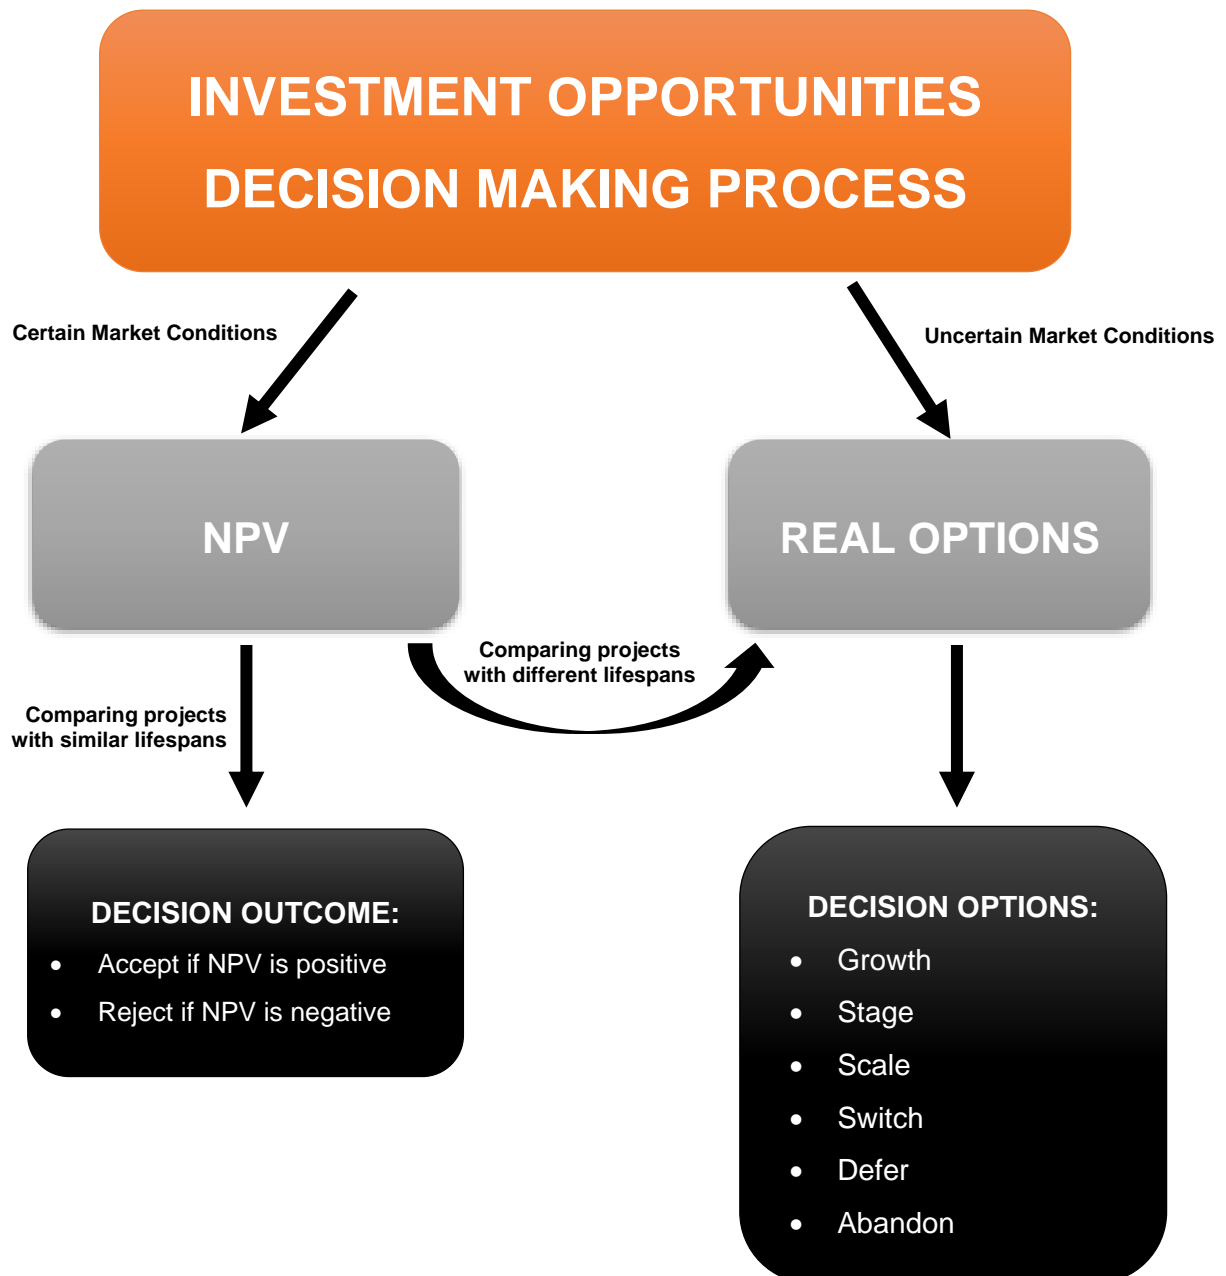 INVESTMENT OPPORTUNITIES
DECISION MAKING PROCESS
Certain Market Conditions
Uncertain Market Conditions
NPV
REAL OPTIONS
Comparing projects
with different lifespans
Comparing projects
with similar lifespans
DECISION OUTCOME:
• Accept if NPV is positive
• Reject if NPV is negative
DECISION OPTIONS:
• Growth
• Stage
• Scale
• Switch
• Defer
• Abandon